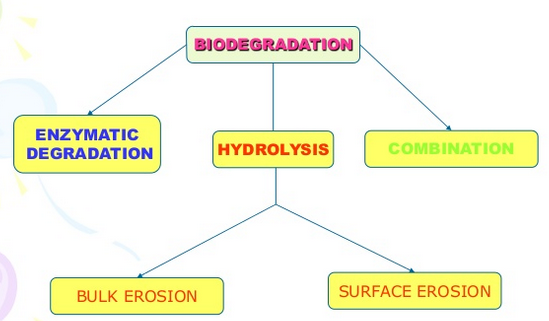 BIODEGRADATION
ENZYMATIC
DEGRADATION
HYDROLYSIS
COMBINATION
BULK EROSION
SURFACE EROSION